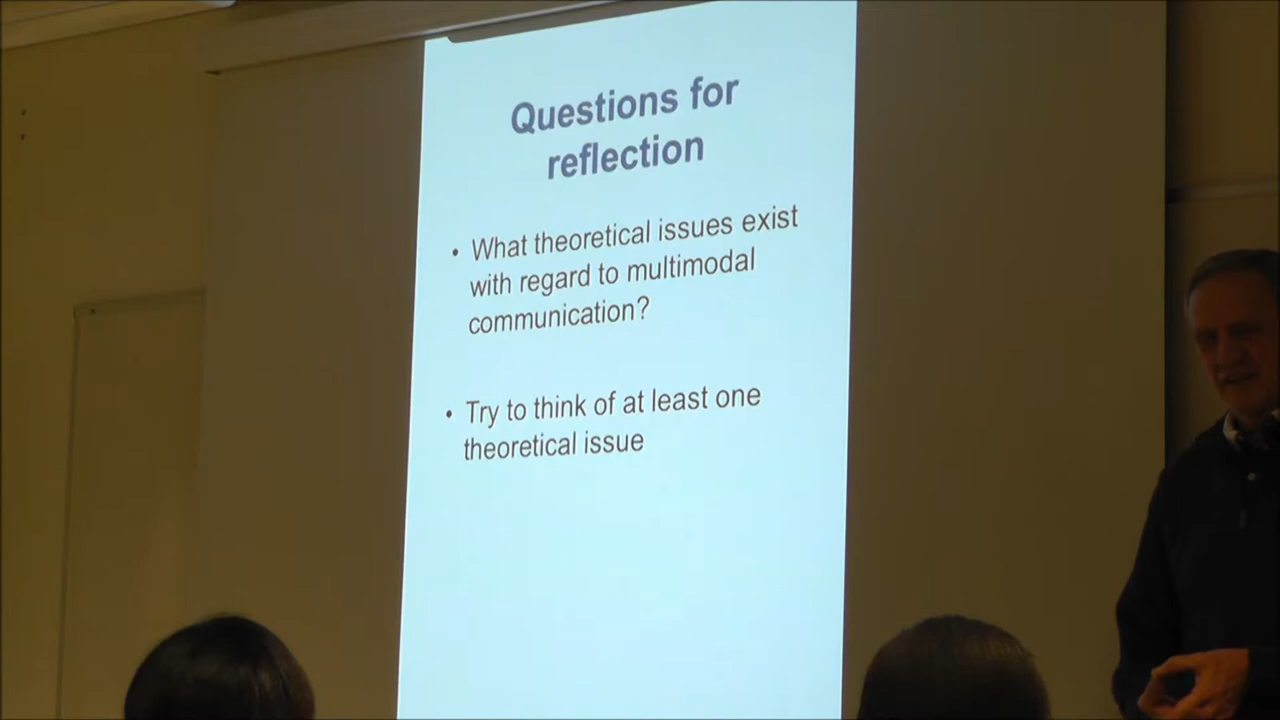 Questions for
reflection
• What theoretical issues exist
with regard to multimodal
communication?
• Try to think of at least one
theoretical issue